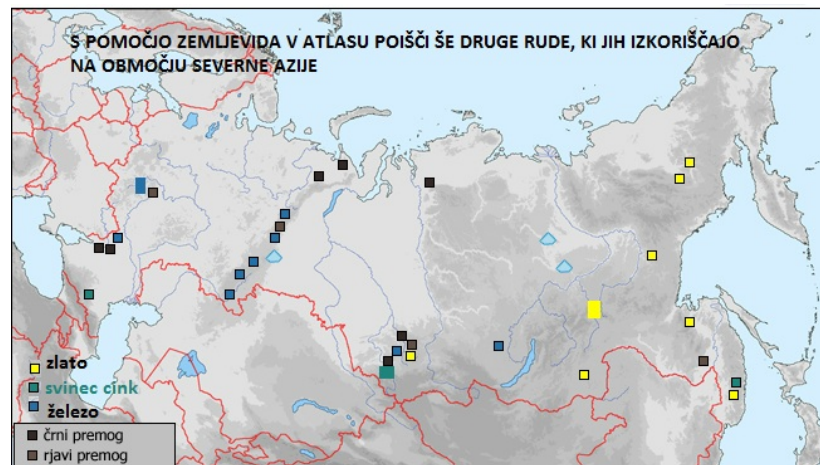 S POMOČJO ZEMLJEVIDA V ATLASU POIŠČI ŠE DRUGE RUDE, KI JIH IZKORIŠČAJO
NA OBMOČJU SEVERNE AZIJE
zlato
svinec cink
železo
črni premog
rjavi premog